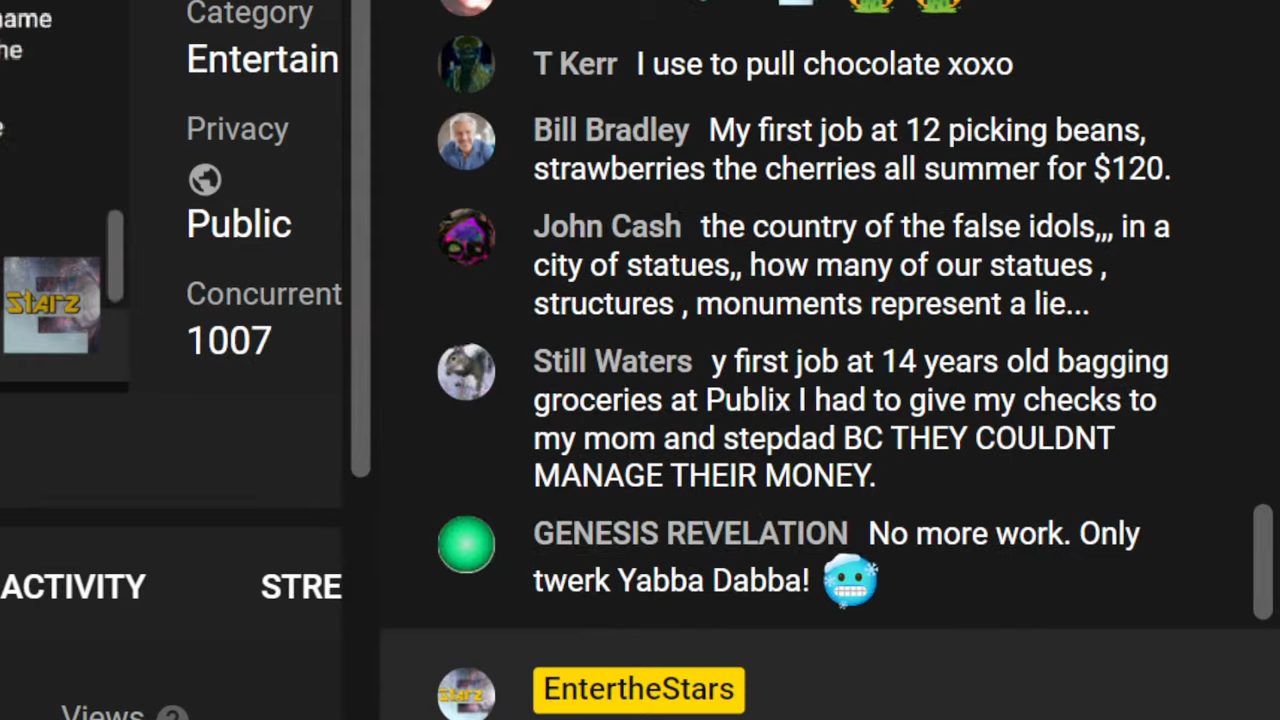 name
he
Category
Entertain
Privacy
Public
Starz
Concurrent
1007
ACTIVITY STRE
Views ?
T Kerr I use to pull chocolate xoxo
Bill Bradley My first job at 12 picking beans,
strawberries the cherries all summer for $120.
John Cash the country of the false idols,,, in a
city of statues,, how many of our statues ,
structures , monuments represent a lie...
Still Waters y first job at 14 years old bagging
groceries at Publix I had to give my checks to
my mom and stepdad BC THEY COULDNT
MANAGE THEIR MONEY.
GENESIS REVELATION No more work. Only
twerk Yabba Dabba!
Starz
EntertheStars